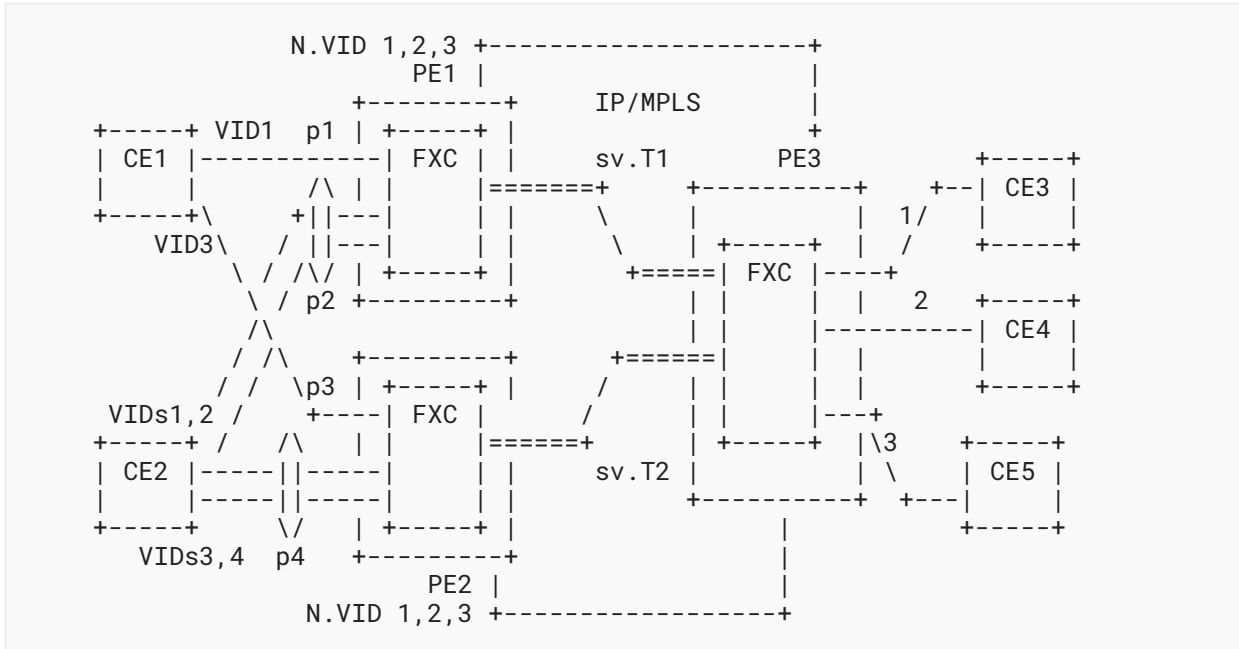 N.VID 1,2,3
PE1
IP/MPLS
VID1 p1
CE1 FXC sv.T1 PE3
CE3
1
VID3
FXC
p2 2
CE4
p3
VIDs1,2 FXC
3
CE2 sv.T2 CE5
VIDs3,4 p4
PE2
N.VID 1,2,3